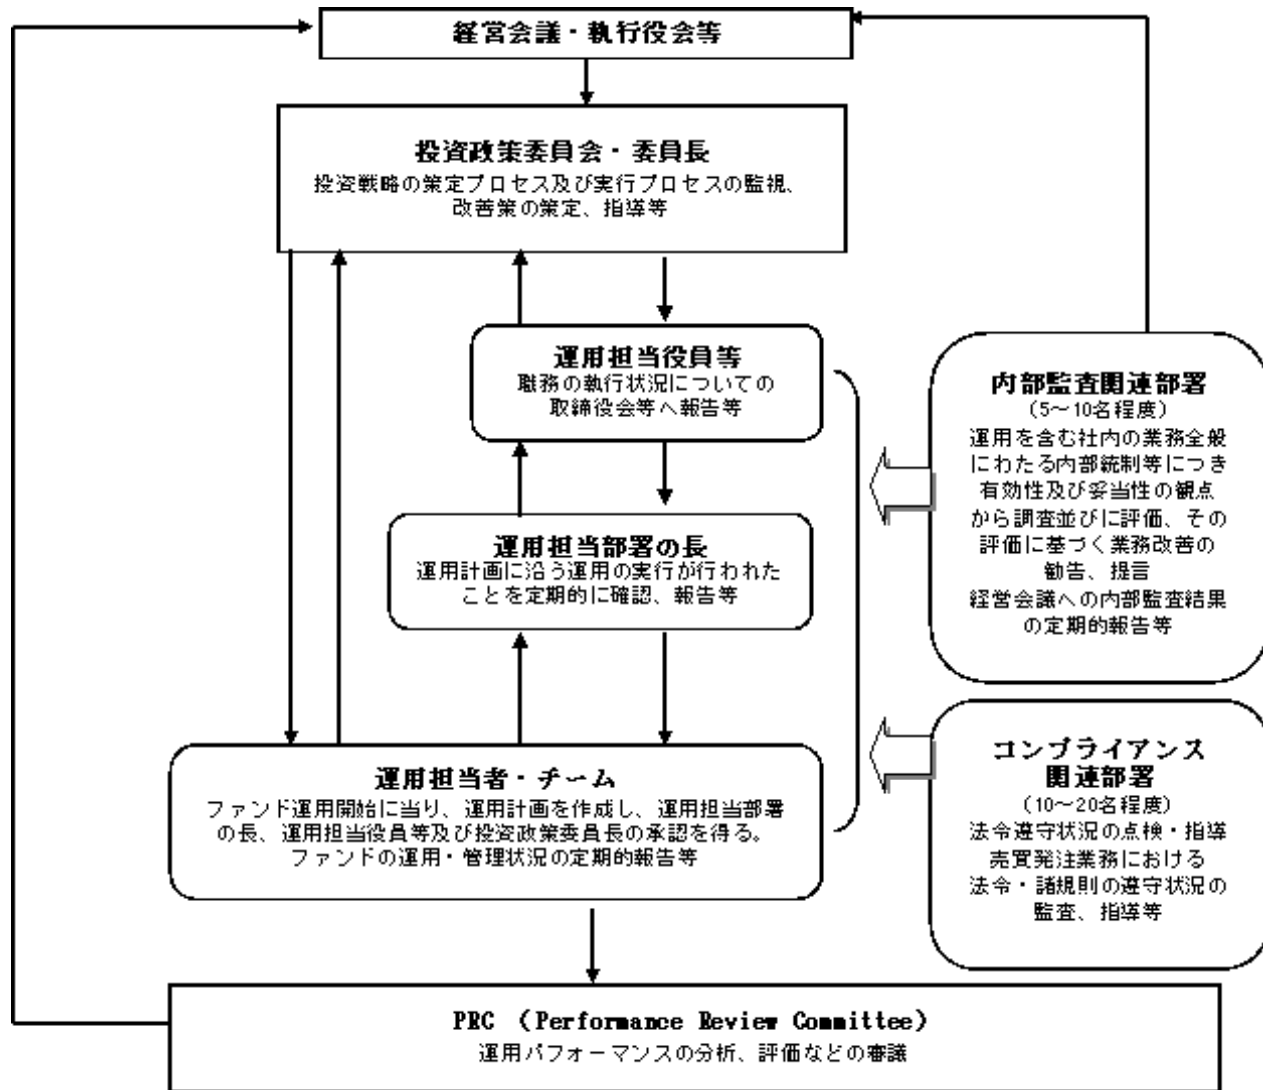 経営会議・執行役会等
投資政策委員会・委員長
投資戦略の策定プロセス及び実行プロセスの監視、
改善策の策定、指導等
運用担当役員等
職務の執行状況についての
取締役会等へ報告等
運用担当部署の長
運用計画に沿う運用の実行が行われた
ことを定期的に確認、報告等
運用担当者・チーム
ファンド運用開始に当り、運用計画を作成し、運用担当部署
の長、運用担当役員等及び投資政策委員長の承認を得る。
ファンドの運用・管理状況の定期的報告等
内部監査関連部署
(5～10名程度)
運用を含む社内の業務全般
にわたる内部統制等につき
有効性及び妥当性の観点
から調査並びに評価、その
評価に基づく業務改善の
勧告、提言
経営会議への内部監査結果
の定期的報告等
コンプライアンス
関連部署
(10～20名程度)
法令遵守状況の点検・指導
売買発注業務における
法令・諸規則の遵守状況の
監査、指導等
PRC (Performance Review Committee)
運用パフォーマンスの分析、評価などの審議